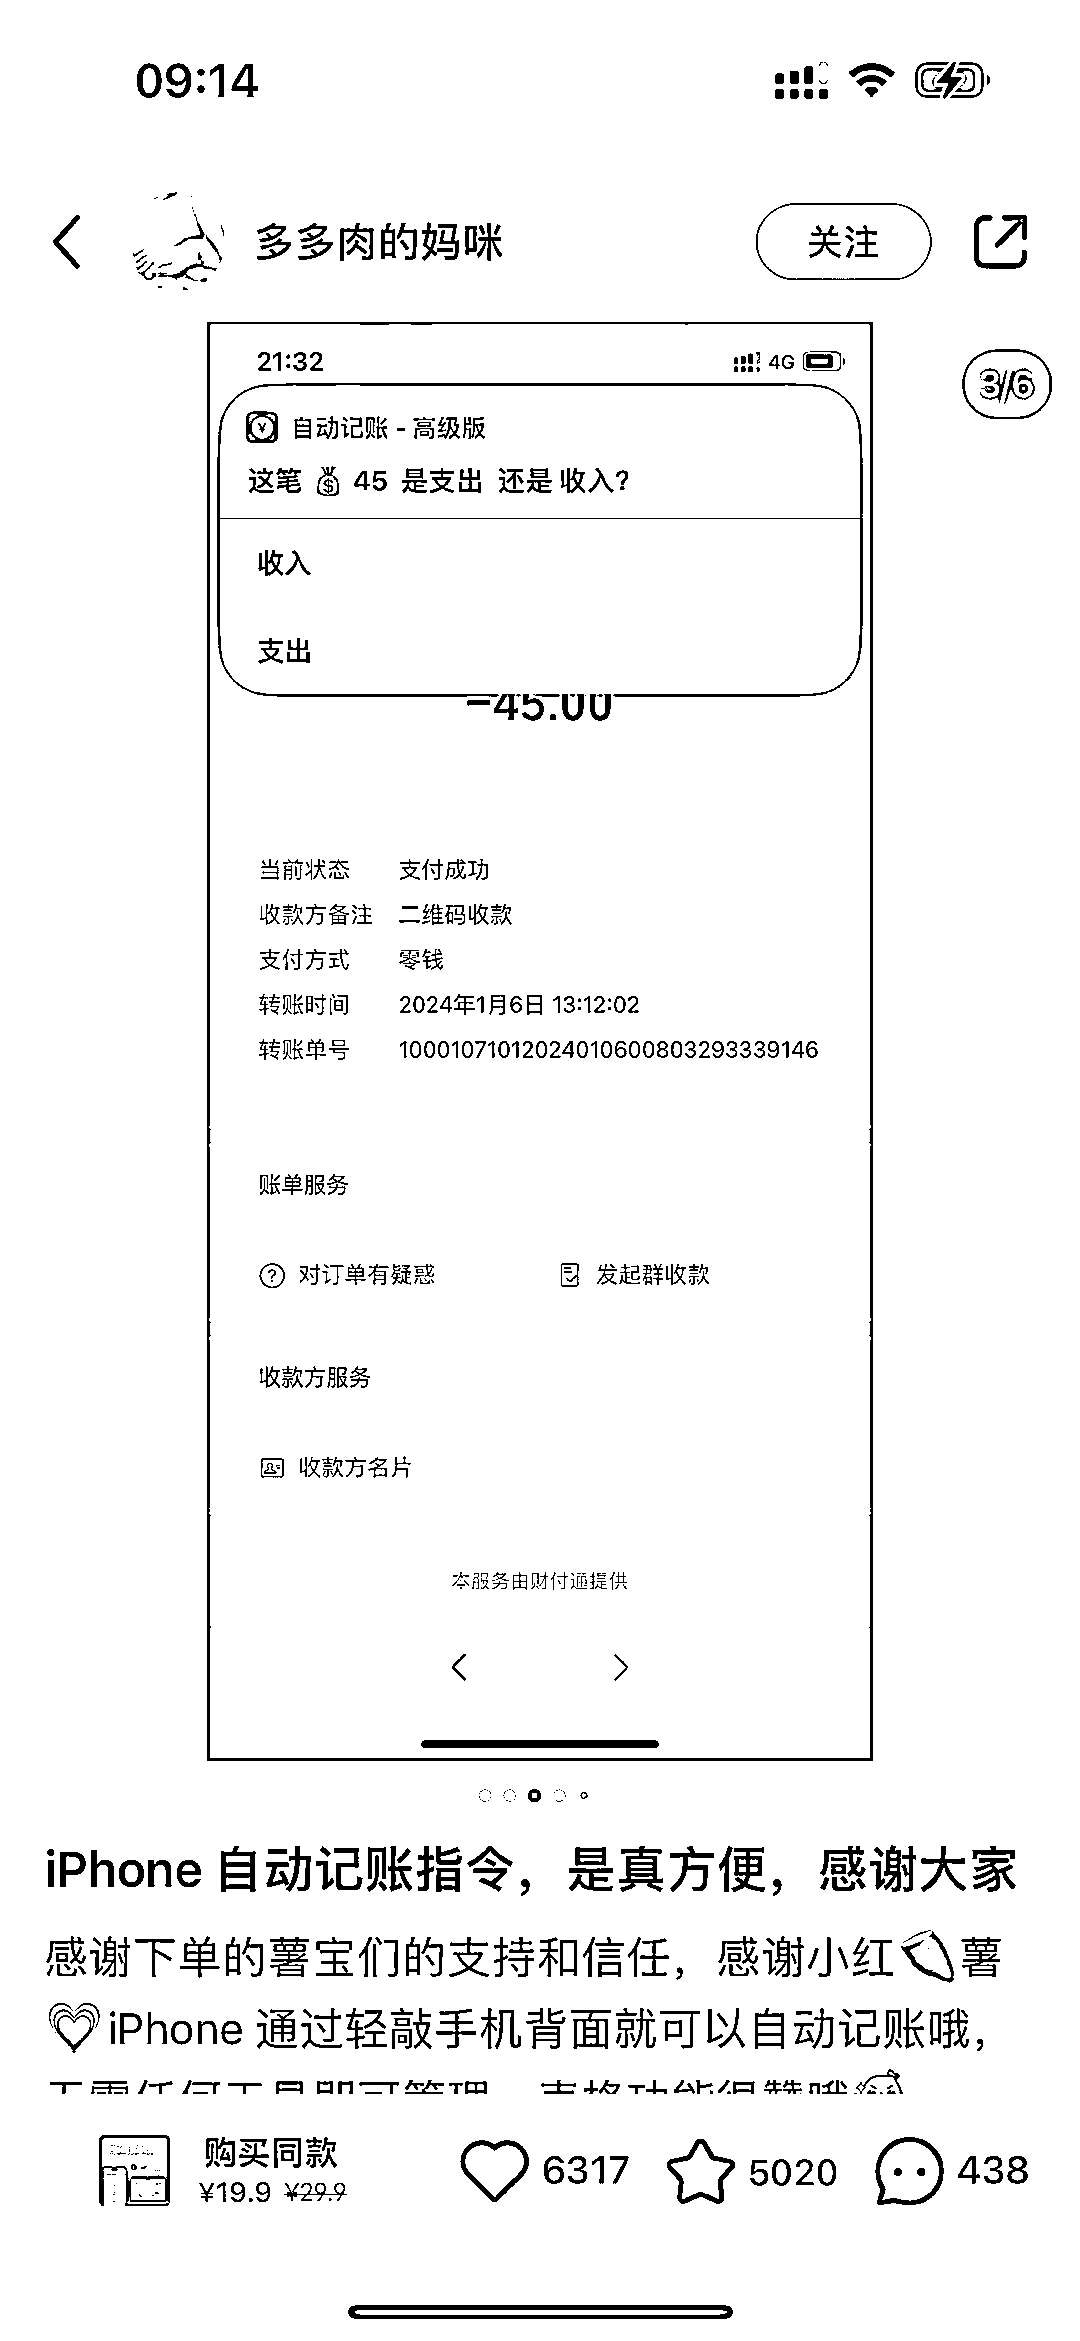 09:14
多多肉的妈咪
关注
21:32
4G
3/6
自动记账 - 高级版
这笔 💰 45 是支出 还是 收入?
收入
支出
-45.00
当前状态 支付成功
收款方备注 二维码收款
支付方式 零钱
转账时间 2024年1月6日 13:12:02
转账单号 10001071012024010600803293339146
账单服务
对订单有疑惑 发起群收款
收款方服务
收款方名片
本服务由财付通提供
iPhone 自动记账指令，是真方便，感谢大家
感谢下单的薯宝们的支持和信任，感谢小红🍠薯
💗iPhone 通过轻敲手机背面就可以自动记账哦，
购买同款
¥19.9 ¥29.9
6317
5020
438